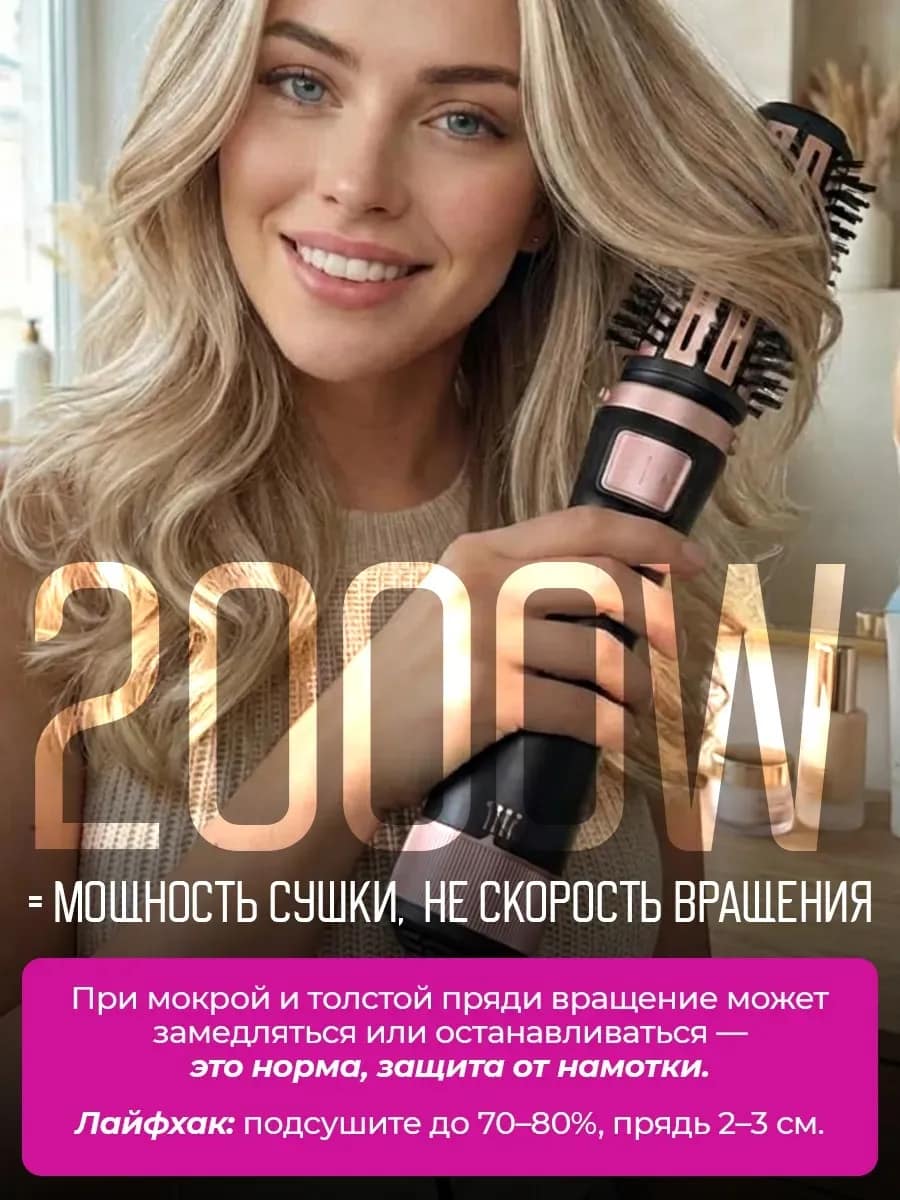 2000W
= МОЩНОСТЬ СУШКИ, НЕ СКОРОСТЬ ВРАЩЕНИЯ
При мокрой и толстой пряди вращение может
замедляться или останавливаться —
это норма, защита от намотки.
Лайфхак: подсушите до 70–80%, прядь 2–3 см.